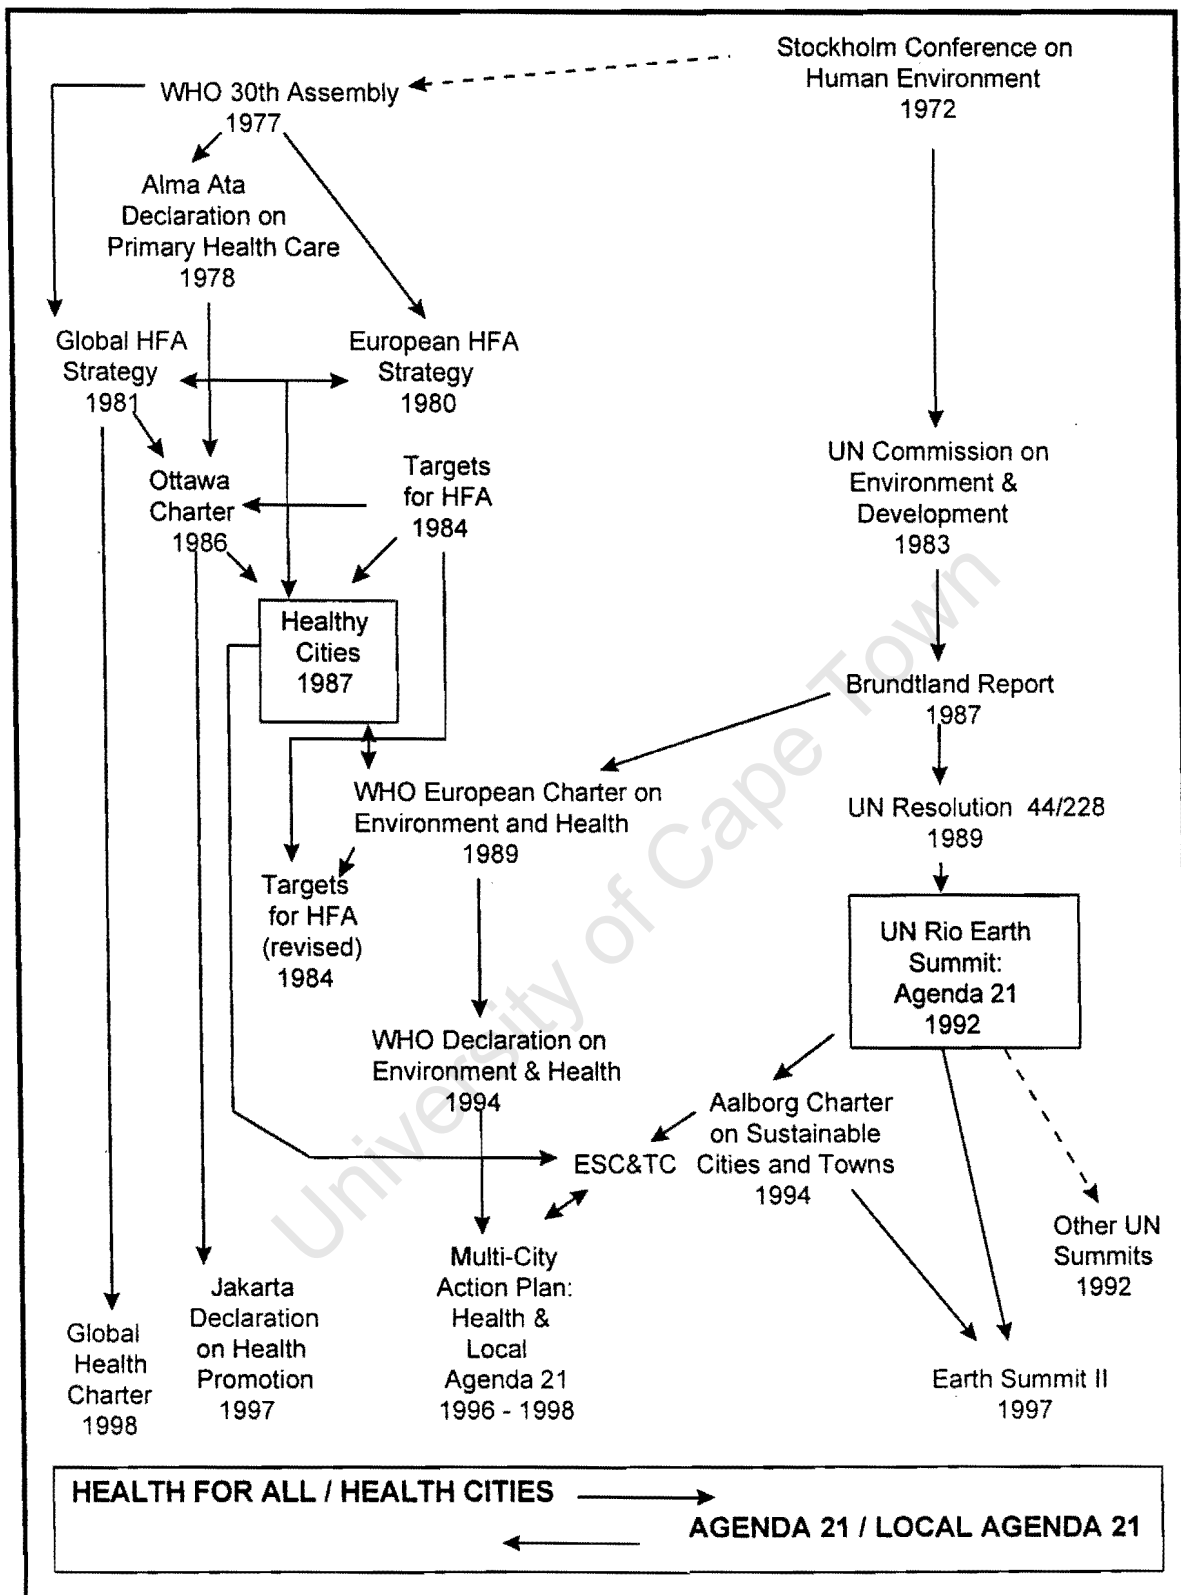 Stockholm Conference on
Human Environment
1972
WHO 30th Assembly
1977
Alma Ata
Declaration on
Primary Health Care
1978
Global HFA
Strategy
1981
European HFA
Strategy
1980
Ottawa
Charter
1986
Targets
for HFA
1984
UN Commission on
Environment &
Development
1983
Healthy
Cities
1987
Brundtland Report
1987
WHO European Charter on
Environment and Health
1989
UN Resolution 44/228
1989
Targets
for HFA
(revised)
1984
UN Rio Earth
Summit:
Agenda 21
1992
WHO Declaration on
Environment & Health
1994
Aalborg Charter
on Sustainable
Cities and Towns
1994
ESC&TC
Other UN
Summits
1992
Multi-City
Action Plan:
Health &
Local
Agenda 21
1996 - 1998
Jakarta
Declaration
on Health
Promotion
1997
Global
Health
Charter
1998
Earth Summit II
1997
HEALTH FOR ALL / HEALTH CITIES
AGENDA 21 / LOCAL AGENDA 21
University of Cape Town